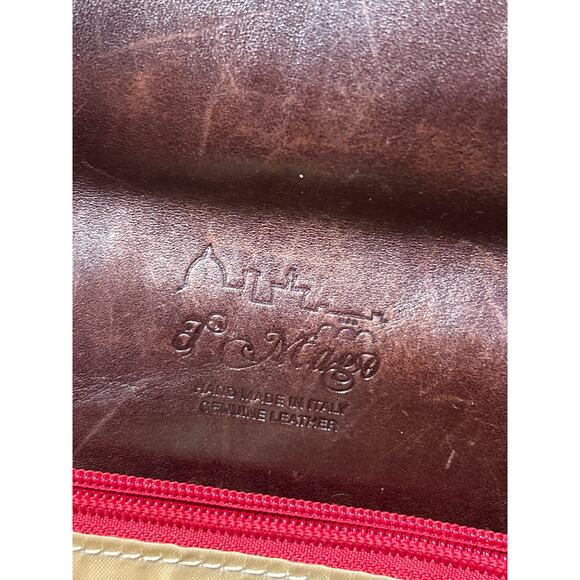 I Mago
HAND MADE IN ITALY
GENUINE LEATHER